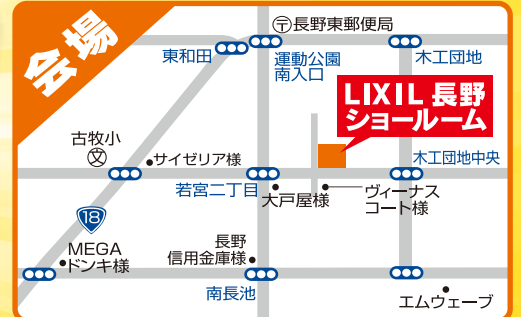 会場
〒長野東郵便局
東和田
運動公園
南入口
木工団地
LIXIL 長野
ショールーム
古牧小
文
サイゼリア様
木工団地中央
若宮二丁目
大戸屋様
ヴィーナス
コート様
18
MEGA
ドンキ様
長野
信用金庫様
南長池
エムウェーブ